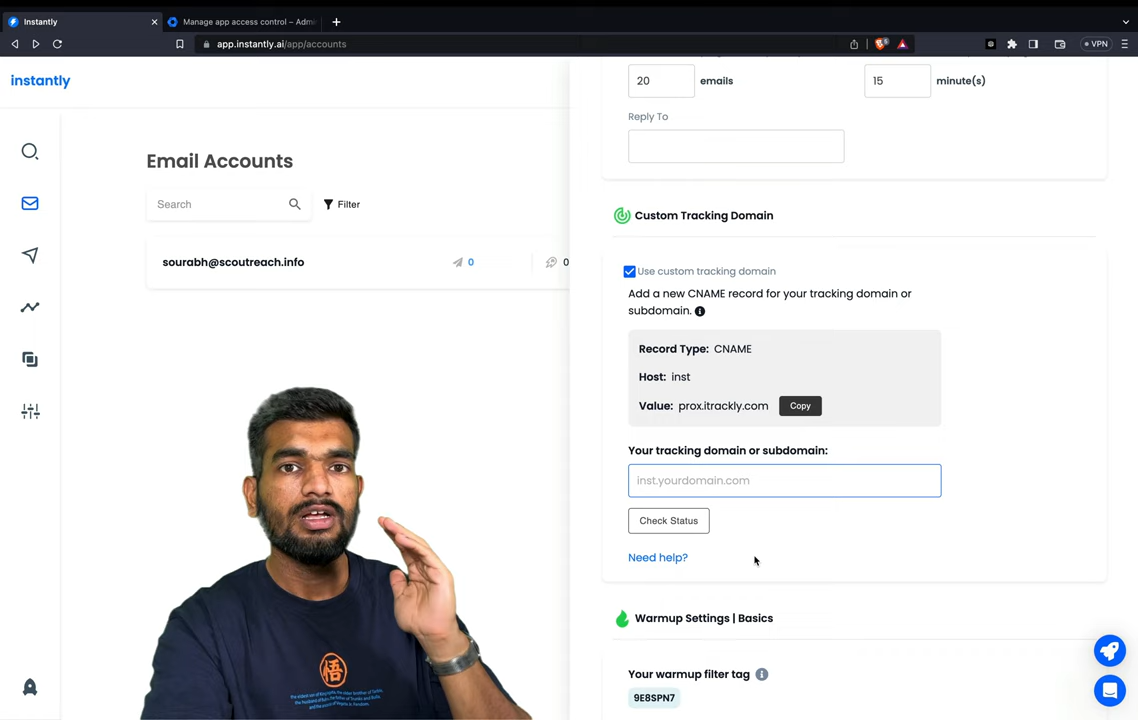 Instantly
Manage app access control – Admi
app.instantly.ai/app/accounts
VPN
instantly
20 emails
15 minute(s)
Reply To
Email Accounts
Search
Filter
sourabh@scoutreach.info
0
0
Custom Tracking Domain
Use custom tracking domain
Add a new CNAME record for your tracking domain or
subdomain.
Record Type: CNAME
Host: inst
Value: prox.itrackly.com
Copy
Your tracking domain or subdomain:
inst.yourdomain.com
Check Status
Need help?
Warmup Settings | Basics
Your warmup filter tag
9E8SPN7
悟